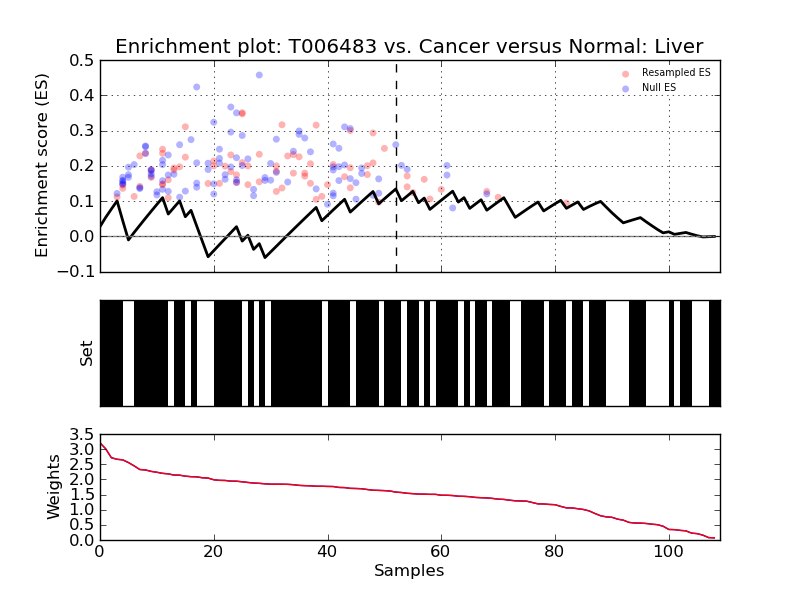 Enrichment plot: T006483 vs. Cancer versus Normal: Liver
0.5
0.4
0.3
0.2
0.1
0.0
−0.1
Enrichment score (ES)
Resampled ES
Null ES
Set
3.5
3.0
2.5
2.0
1.5
1.0
0.5
0.0
Weights
0 20 40 60 80 100
Samples